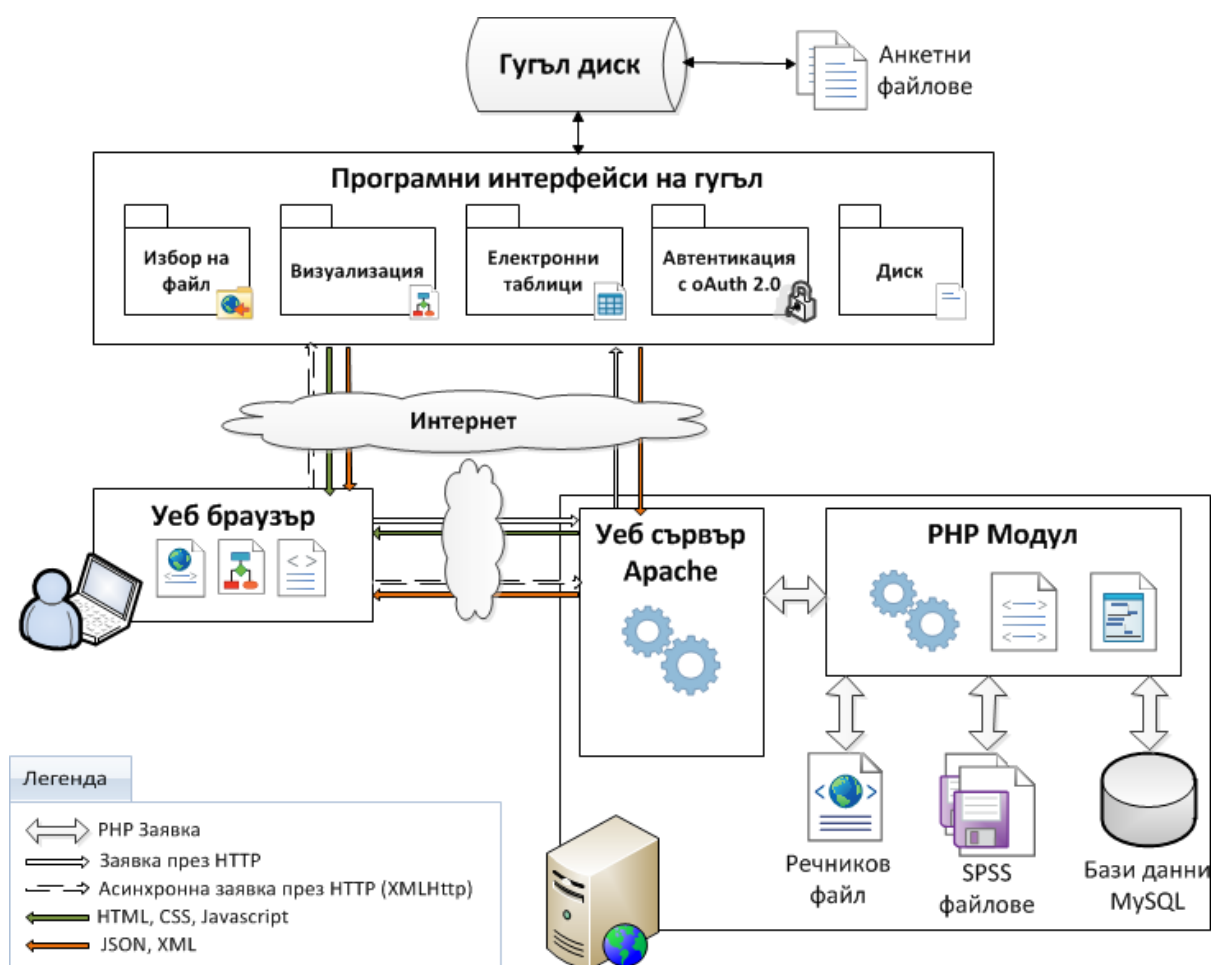 Гугъл диск
Анкетни
файлове
Програмни интерфейси на гугъл
Избор на
файл
Визуализация
Електронни
таблици
Автентикация
с oAuth 2.0
Диск
Интернет
Уеб браузър
Уеб сървър
Apache
PHP Модул
Речников
файл
SPSS
файлове
Бази данни
MySQL
Легенда
PHP Заявка
Заявка през HTTP
Асинхронна заявка през HTTP (XMLHttp)
HTML, CSS, Javascript
JSON, XML